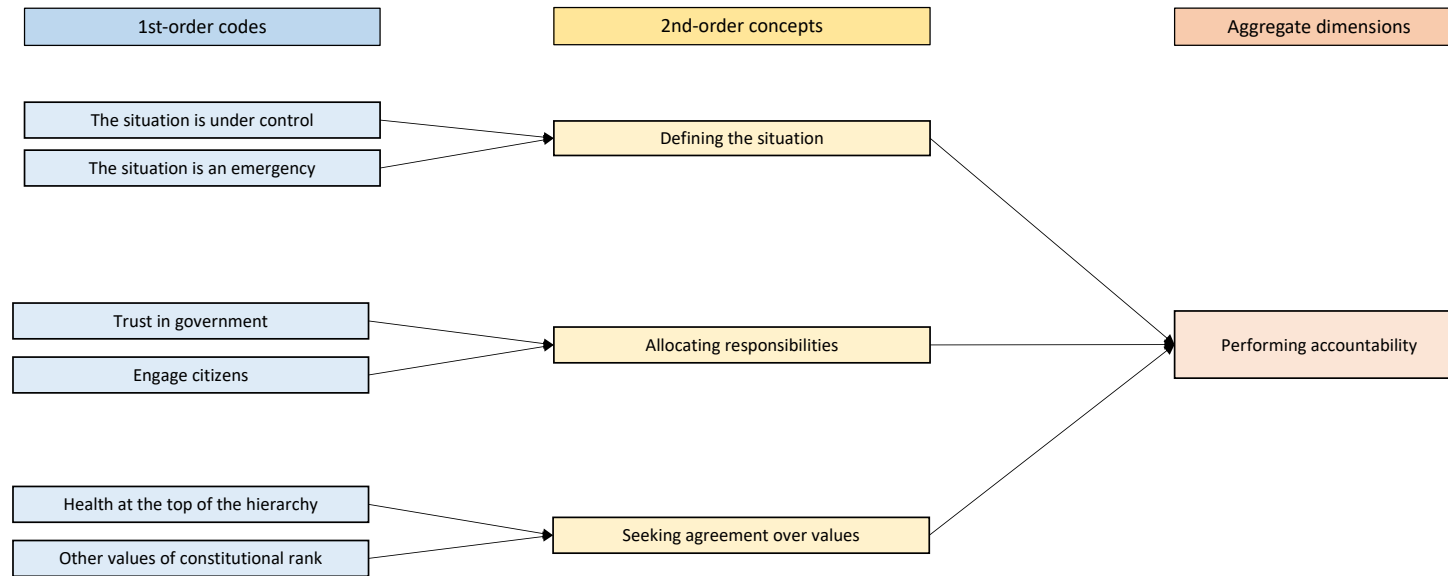 1st-order codes
2nd-order concepts
Aggregate dimensions
The situation is under control
The situation is an emergency
Defining the situation
Trust in government
Engage citizens
Allocating responsibilities
Performing accountability
Health at the top of the hierarchy
Other values of constitutional rank
Seeking agreement over values